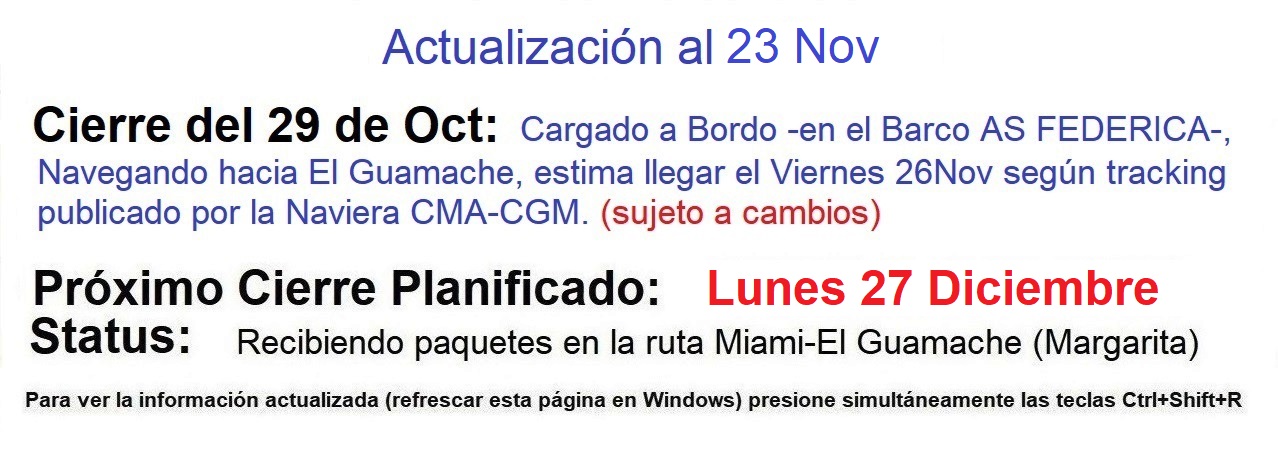 Actualización al 23 Nov
Cierre del 29 de Oct: Cargado a Bordo -en el Barco AS FEDERICA-,
Navegando hacia El Guamache, estima llegar el Viernes 26Nov según tracking
publicado por la Naviera CMA-CGM. (sujeto a cambios)
Próximo Cierre Planificado: Lunes 27 Diciembre
Status: Recibiendo paquetes en la ruta Miami-El Guamache (Margarita)
Para ver la información actualizada (refrescar esta página en Windows) presione simultáneamente las teclas Ctrl+Shift+R